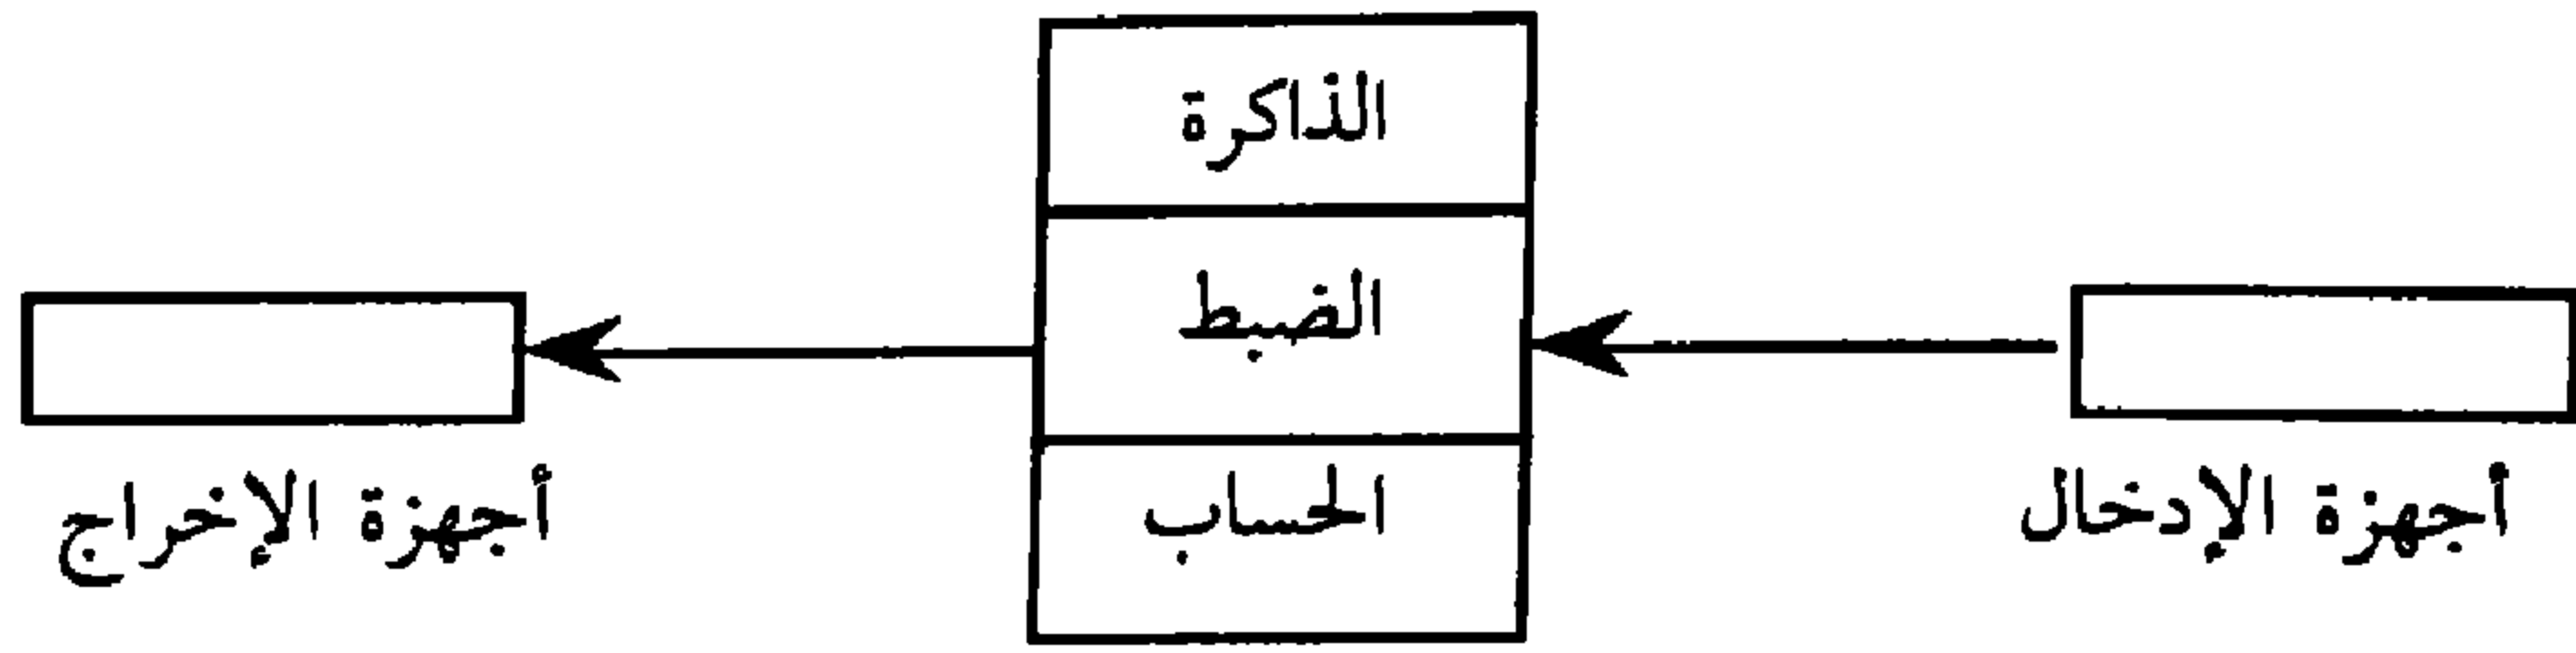 الذاكرة
الضبط
الحساب
أجهزة الإدخال
أجهزة الإخراج